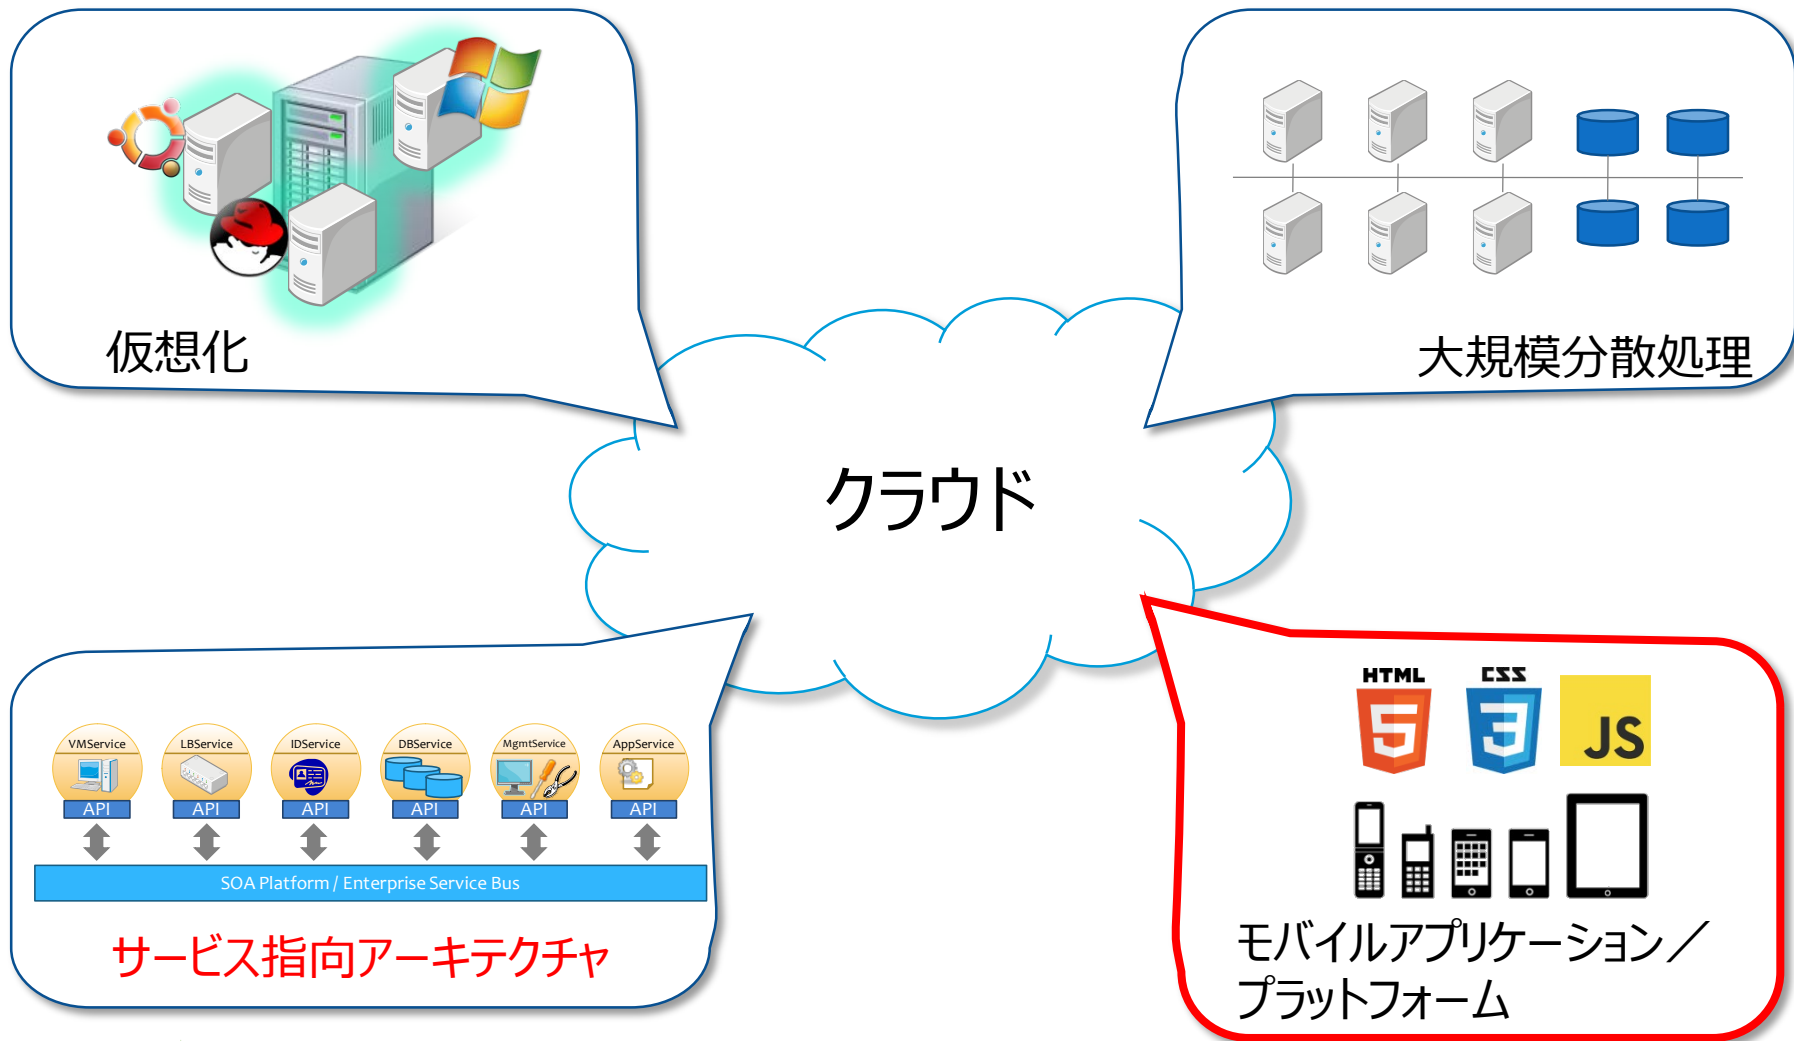 仮想化
大規模分散処理
クラウド
VMService
LBService
IDService
DBService
MgmtService
AppService
API
API
API
API
API
API
SOA Platform / Enterprise Service Bus
サービス指向アーキテクチャ
HTML
CSS
JS
5
3
モバイルアプリケーション／
プラットフォーム